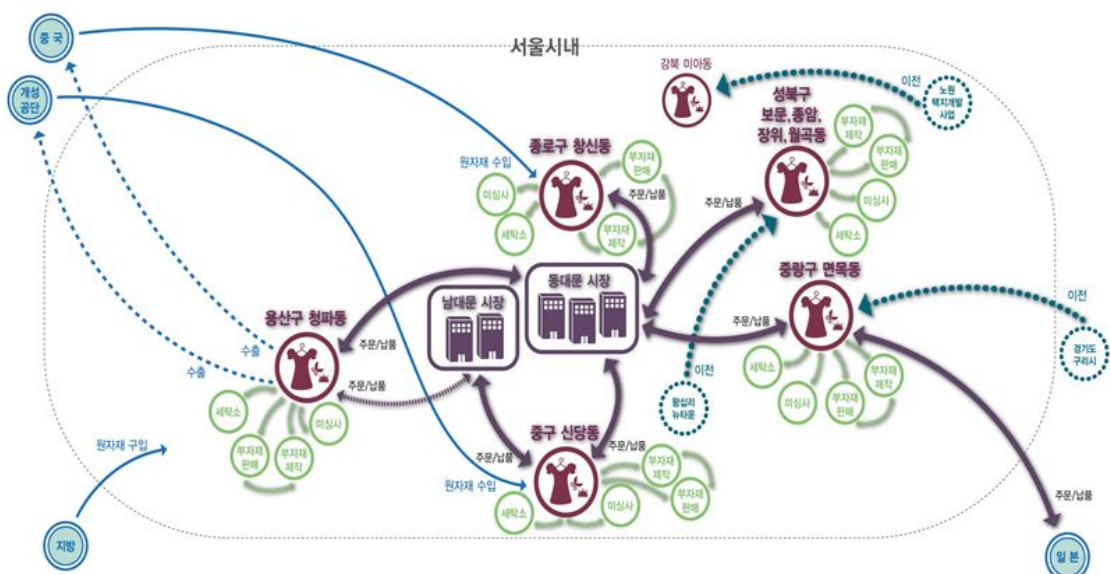 서울시내
중국
개성
공단
강북 미아동
이전
노원
택지개발
사업
성북구
보문,종암,
장위,월곡동
부자재
제작
부자재
판매
미싱사
세탁소
주문/납품
종로구 창신동
원자재 수입
부자재
판매
미싱사
세탁소
부자재
제작
주문/납품
중랑구 면목동
이전
경기도
구리시
주문/납품
세탁소
미싱사
부자재
판매
부자재
제작
동대문 시장
남대문 시장
용산구 청파동
주문/납품
수출
수출
주문/납품
세탁소
부자재
판매
부자재
제작
미싱사
이전
왕십리
뉴타운
중구 신당동
주문/납품
주문/납품
원자재 수입
세탁소
미싱사
부자재
제작
부자재
판매
원자재 구입
지방
주문/납품
일본